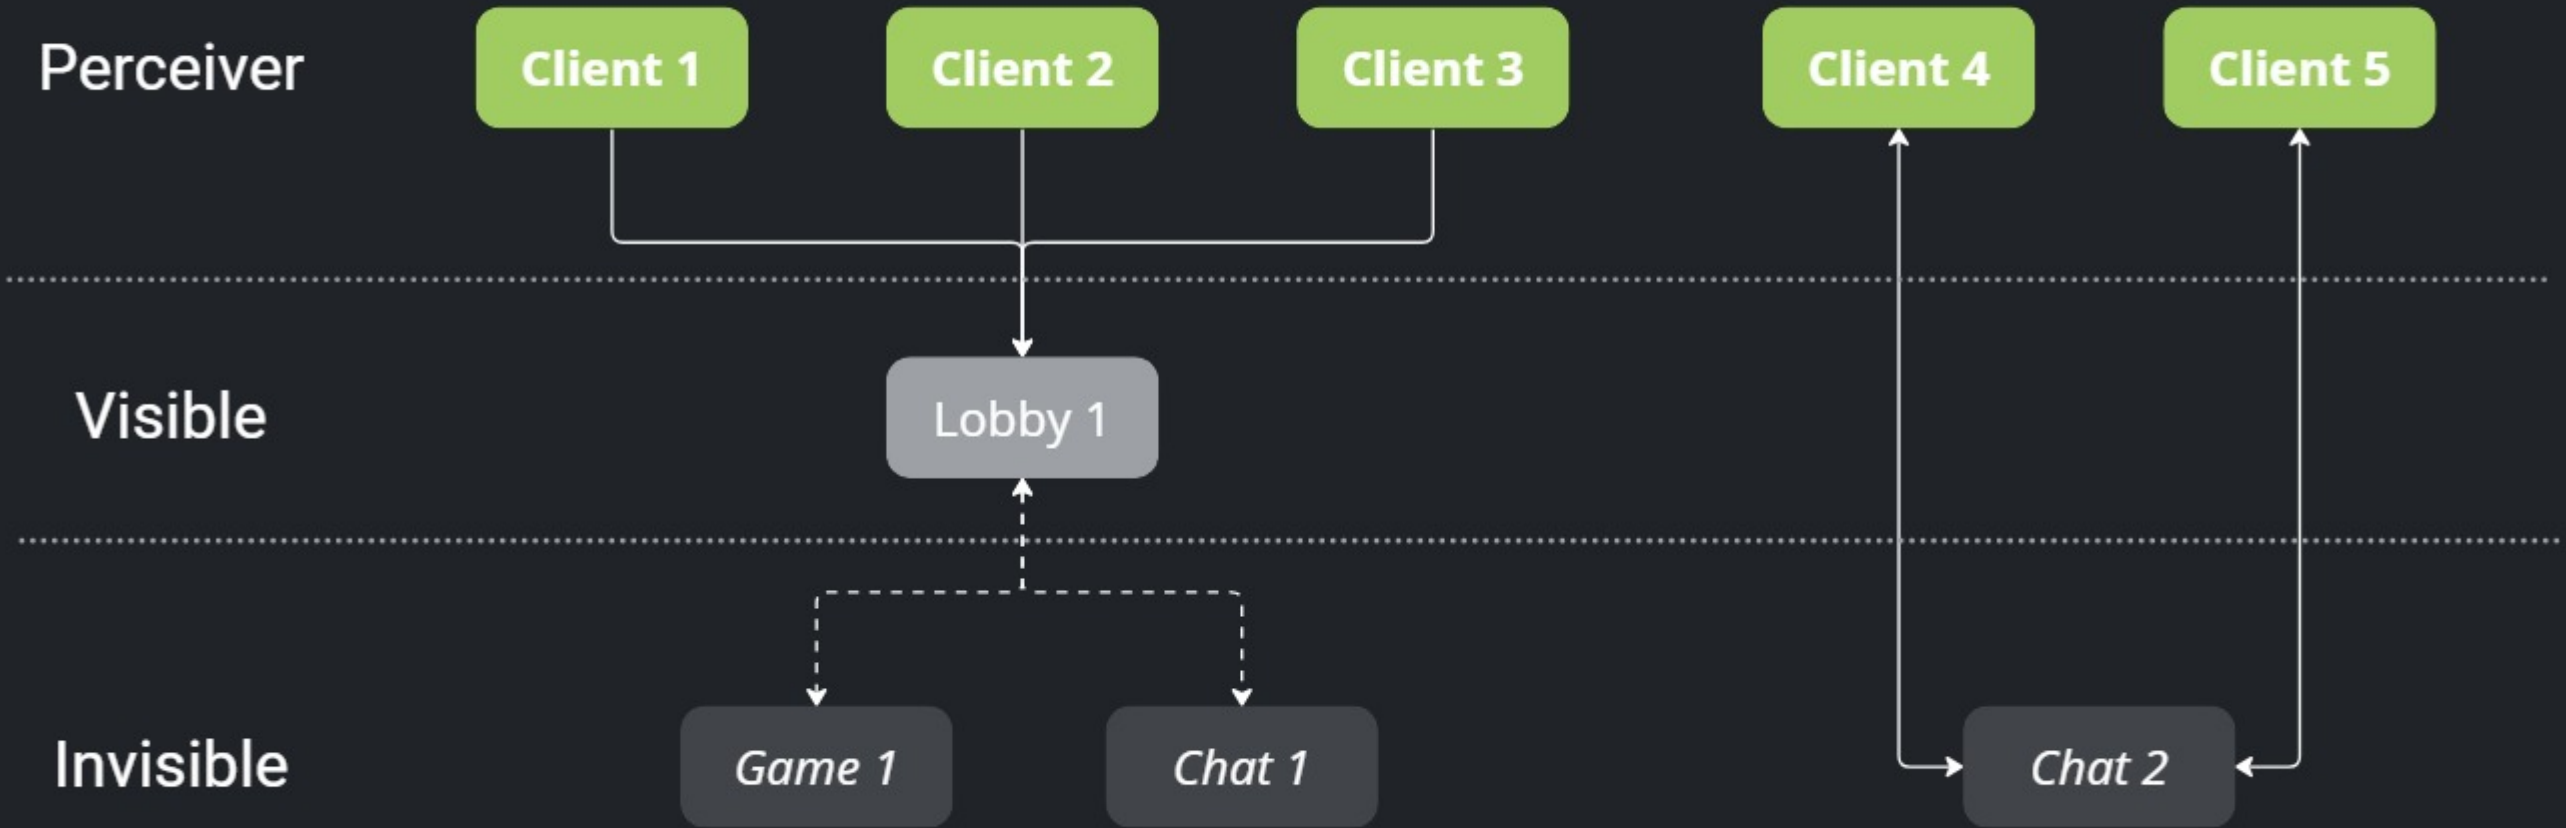 Perceiver
Client 1
Client 2
Client 3
Client 4
Client 5
Visible
Lobby 1
Invisible
Game 1
Chat 1
Chat 2